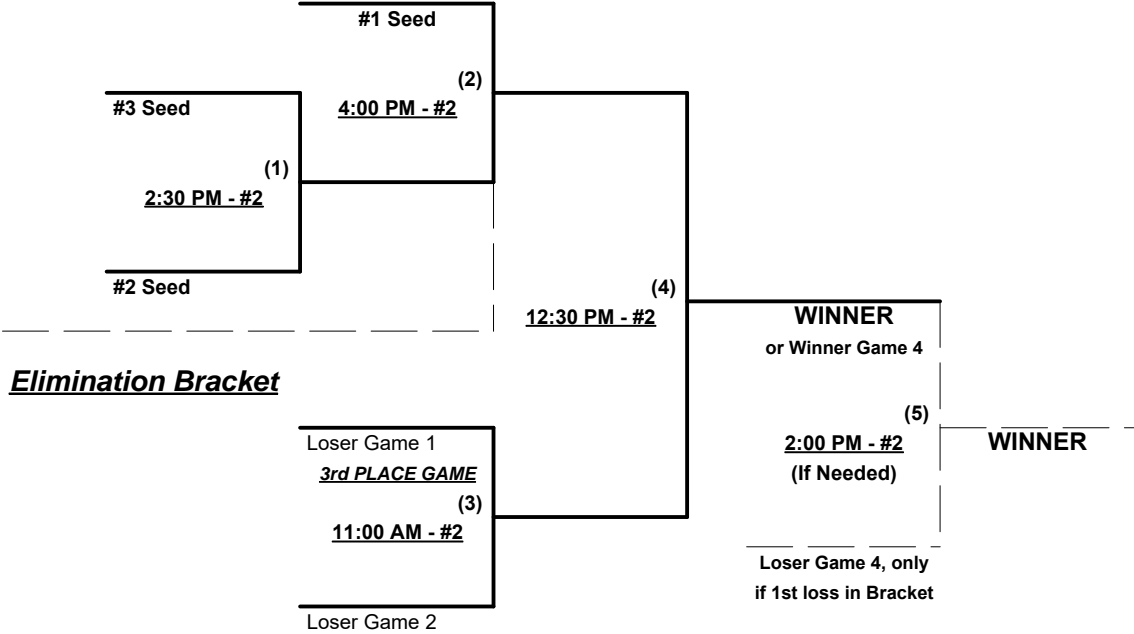 #1 Seed
(2)
4:00 PM - #2
#3 Seed
(1)
2:30 PM - #2
#2 Seed
(4)
12:30 PM - #2
WINNER
or Winner Game 4
Elimination Bracket
(5)
2:00 PM - #2
(If Needed)
WINNER
Loser Game 1
3rd PLACE GAME
(3)
11:00 AM - #2
Loser Game 4, only
if 1st loss in Bracket
Loser Game 2